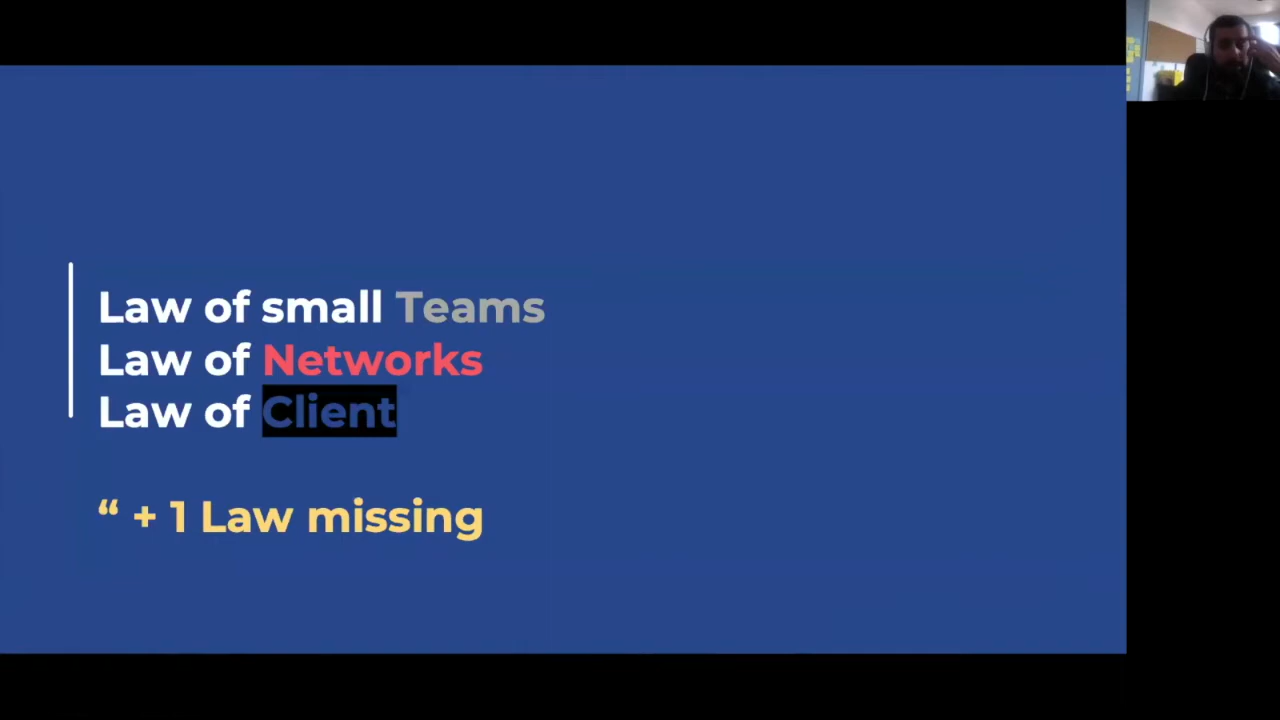 Law of small Teams
Law of Networks
Law of Client
“ + 1 Law missing